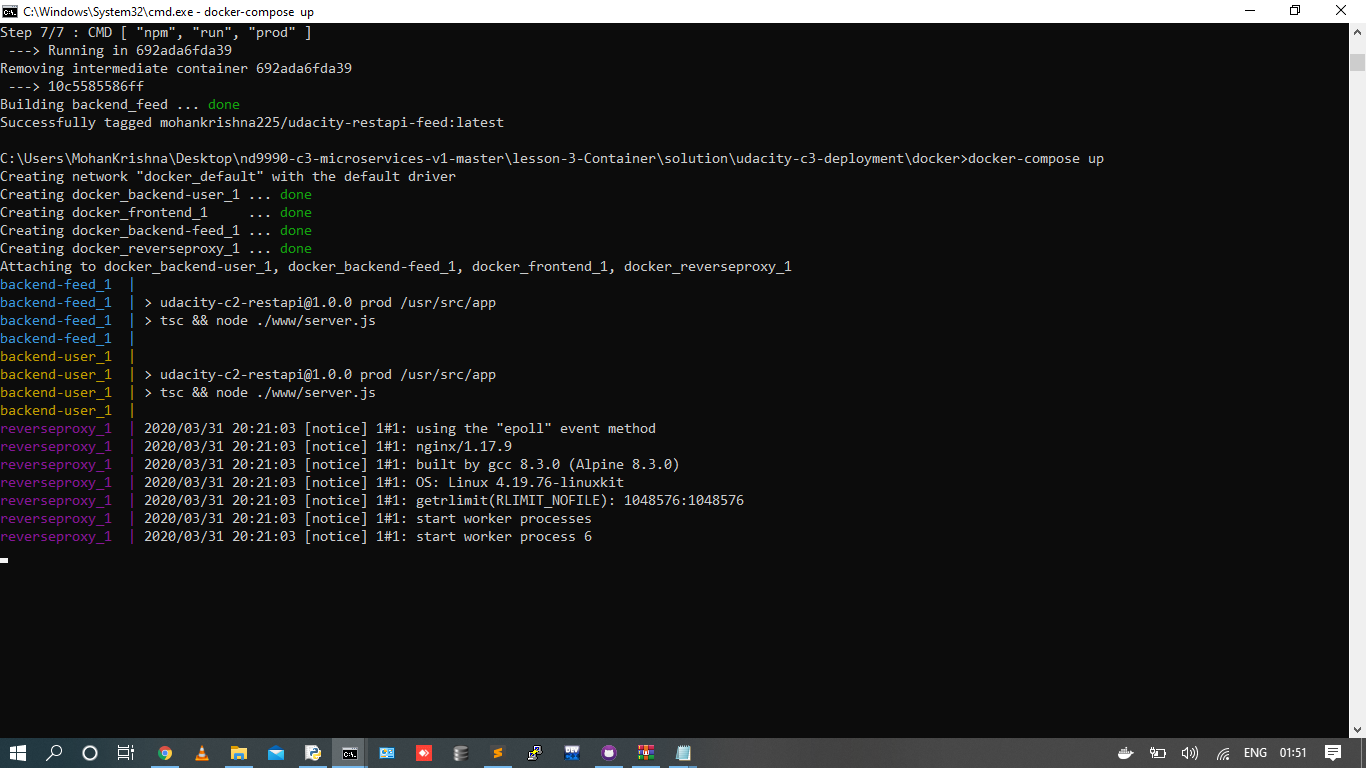 C:\Windows\System32\cmd.exe - docker-compose up
Step 7/7 : CMD [ "npm", "run", "prod" ]
 ---> Running in 692ada6fda39
Removing intermediate container 692ada6fda39
 ---> 10c5585586ff
Building backend_feed ... done
Successfully tagged mohankrishna225/udacity-restapi-feed:latest
C:\Users\MohanKrishna\Desktop\nd9990-c3-microservices-v1-master\lesson-3-Container\solution\udacity-c3-deployment\docker>docker-compose up
Creating network "docker_default" with the default driver
Creating docker_backend-user_1 ... done
Creating docker_frontend_1     ... done
Creating docker_backend-feed_1 ... done
Creating docker_reverseproxy_1 ... done
Attaching to docker_backend-user_1, docker_backend-feed_1, docker_frontend_1, docker_reverseproxy_1
backend-feed_1  |
backend-feed_1  | > udacity-c2-restapi@1.0.0 prod /usr/src/app
backend-feed_1  | > tsc && node ./www/server.js
backend-feed_1  |
backend-user_1  |
backend-user_1  | > udacity-c2-restapi@1.0.0 prod /usr/src/app
backend-user_1  | > tsc && node ./www/server.js
backend-user_1  |
reverseproxy_1  | 2020/03/31 20:21:03 [notice] 1#1: using the "epoll" event method
reverseproxy_1  | 2020/03/31 20:21:03 [notice] 1#1: nginx/1.17.9
reverseproxy_1  | 2020/03/31 20:21:03 [notice] 1#1: built by gcc 8.3.0 (Alpine 8.3.0)
reverseproxy_1  | 2020/03/31 20:21:03 [notice] 1#1: OS: Linux 4.19.76-linuxkit
reverseproxy_1  | 2020/03/31 20:21:03 [notice] 1#1: getrlimit(RLIMIT_NOFILE): 1048576:1048576
reverseproxy_1  | 2020/03/31 20:21:03 [notice] 1#1: start worker processes
reverseproxy_1  | 2020/03/31 20:21:03 [notice] 1#1: start worker process 6
ENG 01:51